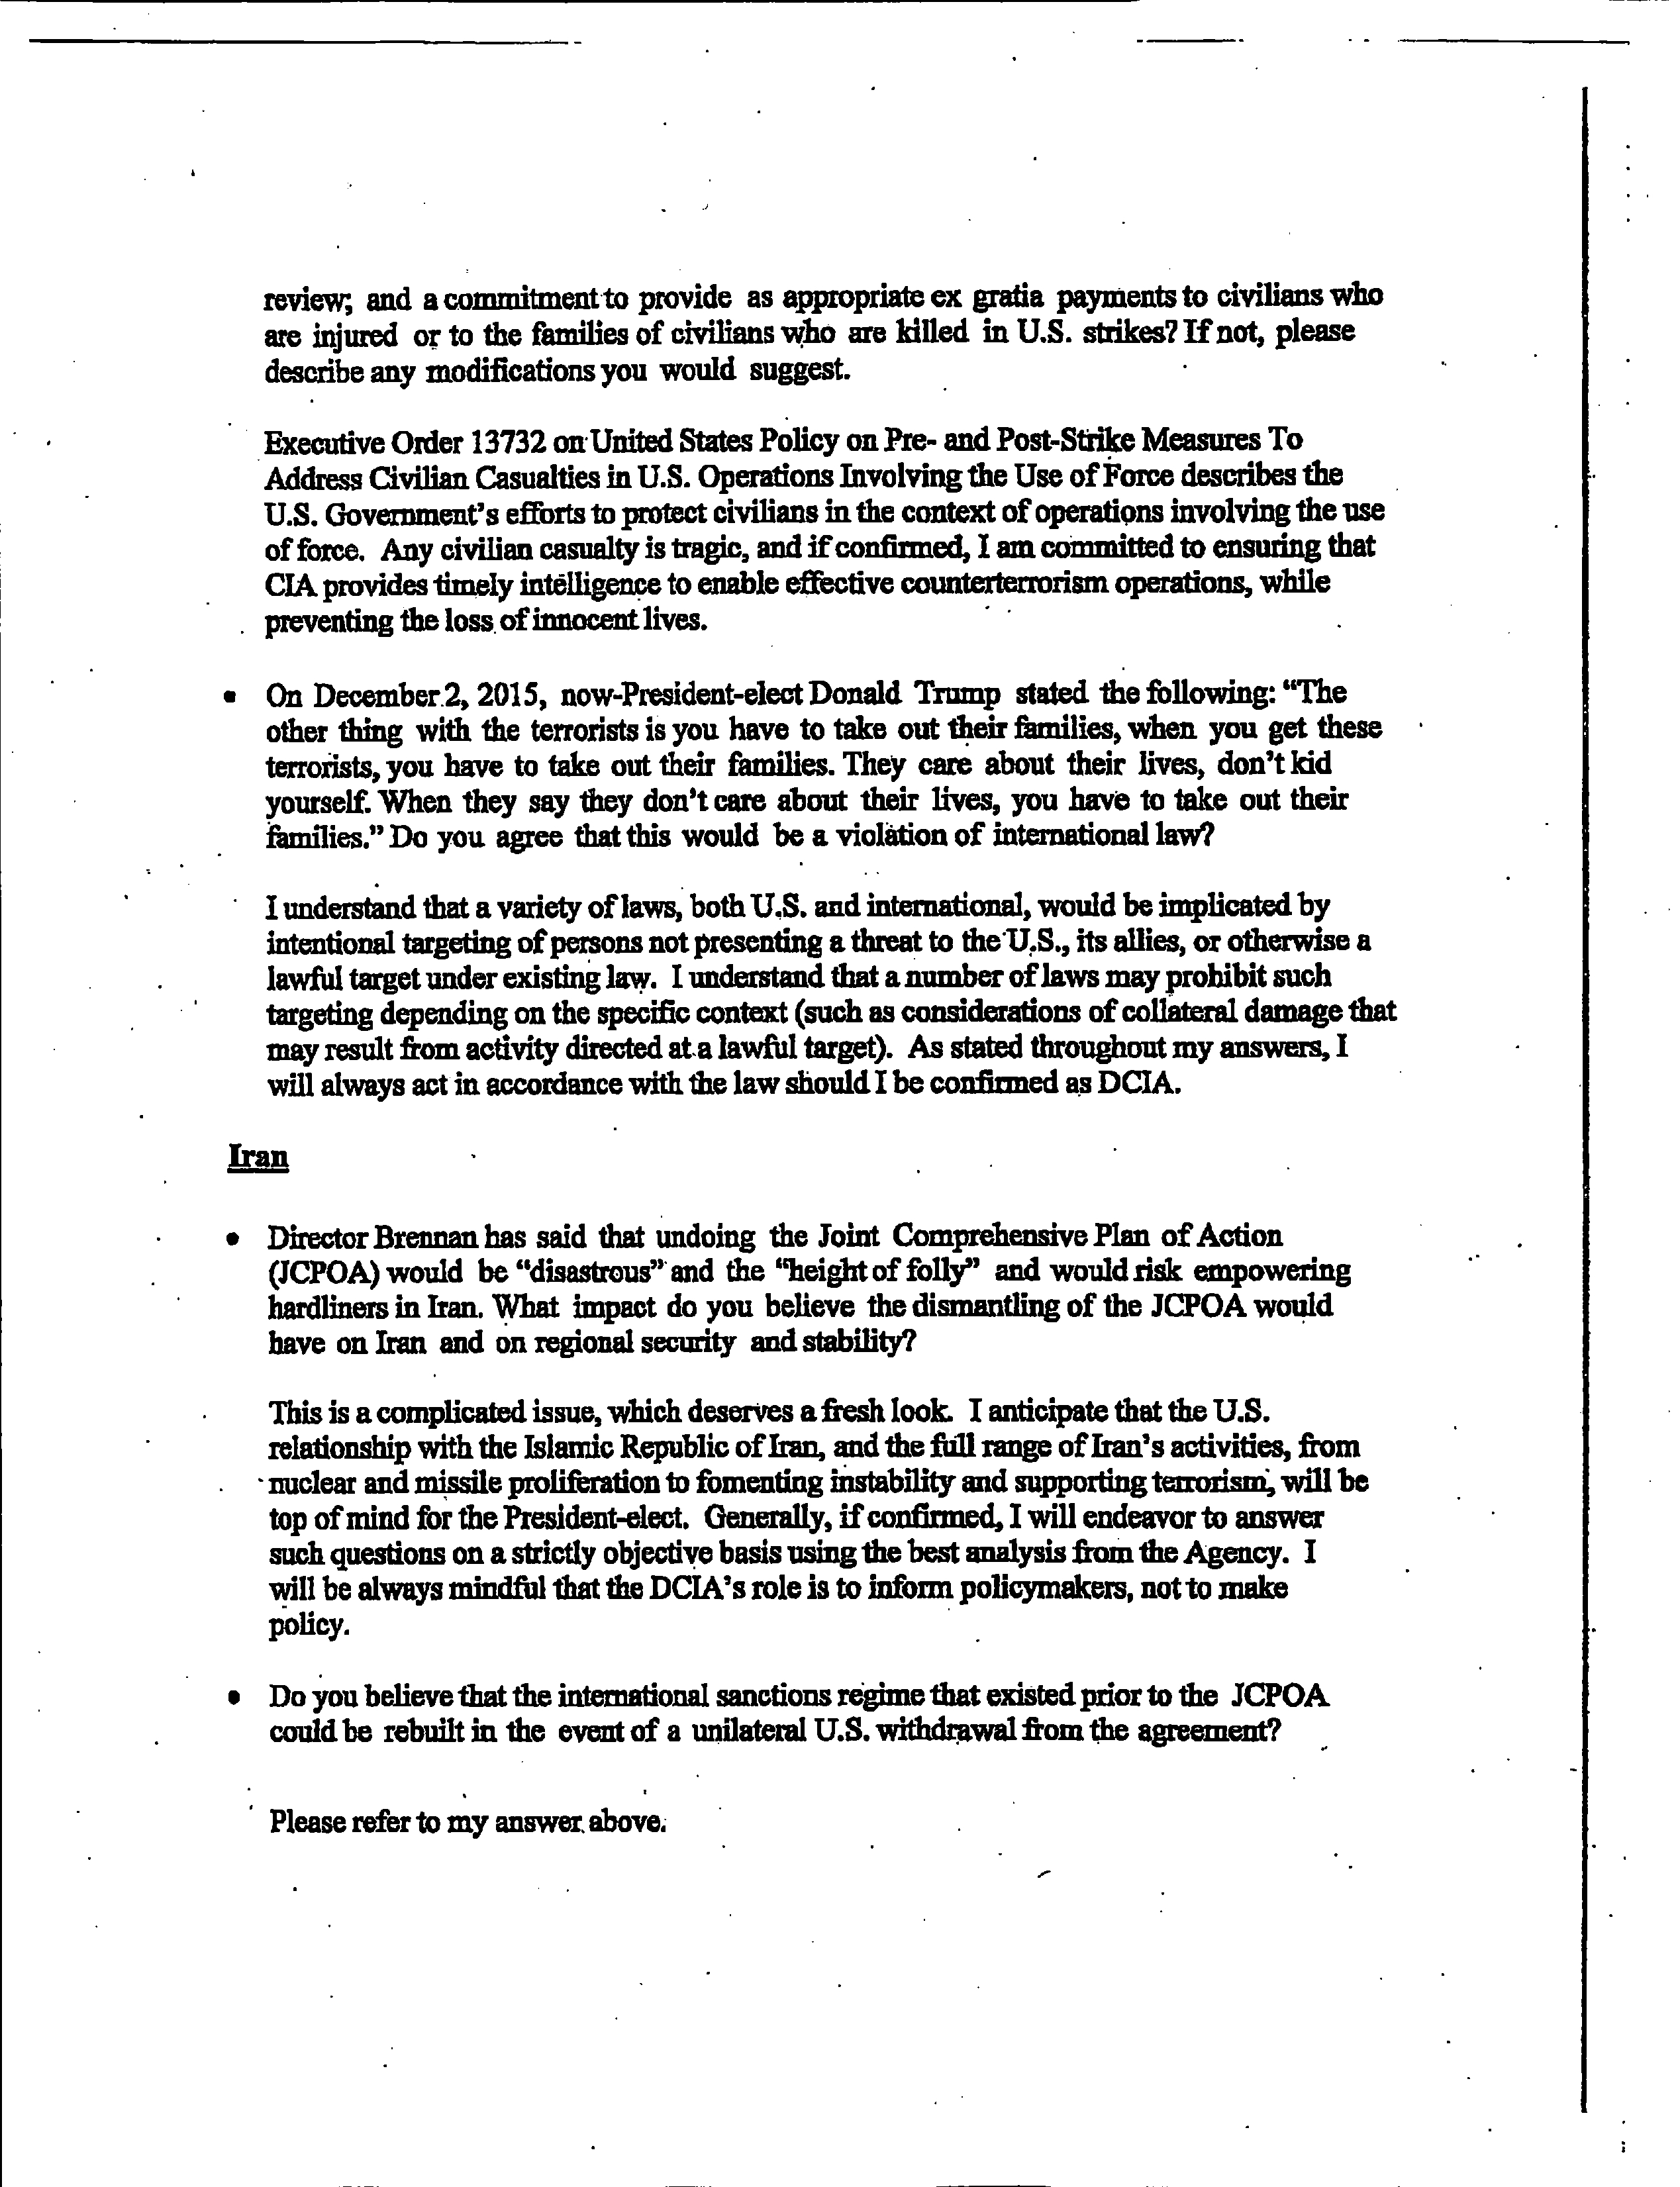 review; and a commitment to provide as appropriate ex gratia payments to civilians who
are injured or to the families of civilians who are killed in U.S. strikes? If not, please
describe any modifications you would suggest.
Executive Order 13732 on United States Policy on Pre- and Post-Strike Measures To
Address Civilian Casualties in U.S. Operations Involving the Use of Force describes the
U.S. Government's efforts to protect civilians in the context of operations involving the use
of force. Any civilian casualty is tragic, and if confirmed, I am committed to ensuring that
CIA provides timely intelligence to enable effective counterterrorism operations, while
preventing the loss of innocent lives.
• On December 2, 2015, now-President-elect Donald Trump stated the following: “The
other thing with the terrorists is you have to take out their families, when you get these
terrorists, you have to take out their families. They care about their lives, don't kid
yourself. When they say they don't care about their lives, you have to take out their
families.” Do you agree that this would be a violation of international law?
I understand that a variety of laws, both U.S. and international, would be implicated by
intentional targeting of persons not presenting a threat to the U.S., its allies, or otherwise a
lawful target under existing law. I understand that a number of laws may prohibit such
targeting depending on the specific context (such as considerations of collateral damage that
may result from activity directed at a lawful target). As stated throughout my answers, I
will always act in accordance with the law should I be confirmed as DCIA.
Iran
• Director Brennan has said that undoing the Joint Comprehensive Plan of Action
(JCPOA) would be “disastrous” and the “height of folly” and would risk empowering
hardliners in Iran. What impact do you believe the dismantling of the JCPOA would
have on Iran and on regional security and stability?
This is a complicated issue, which deserves a fresh look. I anticipate that the U.S.
relationship with the Islamic Republic of Iran, and the full range of Iran's activities, from
nuclear and missile proliferation to fomenting instability and supporting terrorism, will be
top of mind for the President-elect. Generally, if confirmed, I will endeavor to answer
such questions on a strictly objective basis using the best analysis from the Agency. I
will be always mindful that the DCIA's role is to inform policymakers, not to make
policy.
• Do you believe that the international sanctions regime that existed prior to the JCPOA
could be rebuilt in the event of a unilateral U.S. withdrawal from the agreement?
Please refer to my answer above.